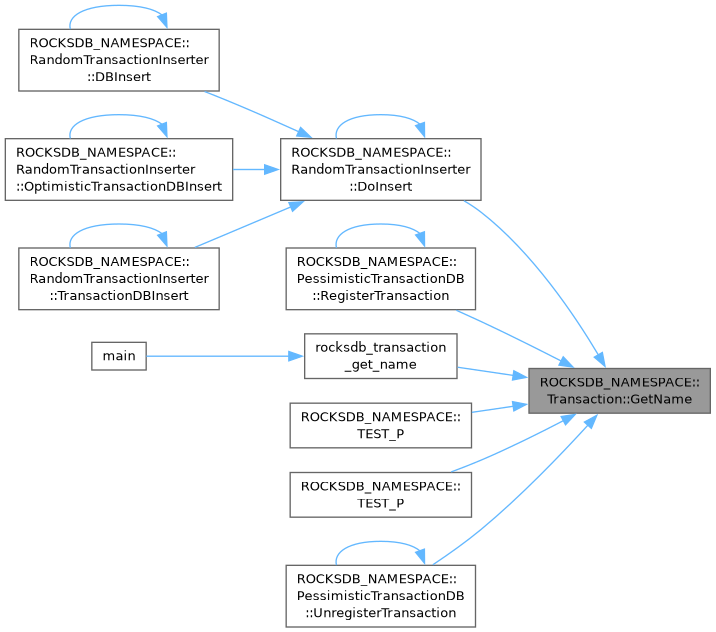 ROCKSDB_NAMESPACE::
RandomTransactionInserter
::DBInsert
ROCKSDB_NAMESPACE::
RandomTransactionInserter
::OptimisticTransactionDBInsert
ROCKSDB_NAMESPACE::
RandomTransactionInserter
::DoInsert
ROCKSDB_NAMESPACE::
RandomTransactionInserter
::TransactionDBInsert
ROCKSDB_NAMESPACE::
PessimisticTransactionDB
::RegisterTransaction
main
rocksdb_transaction
_get_name
ROCKSDB_NAMESPACE::
Transaction::GetName
ROCKSDB_NAMESPACE::
TEST_P
ROCKSDB_NAMESPACE::
TEST_P
ROCKSDB_NAMESPACE::
PessimisticTransactionDB
::UnregisterTransaction